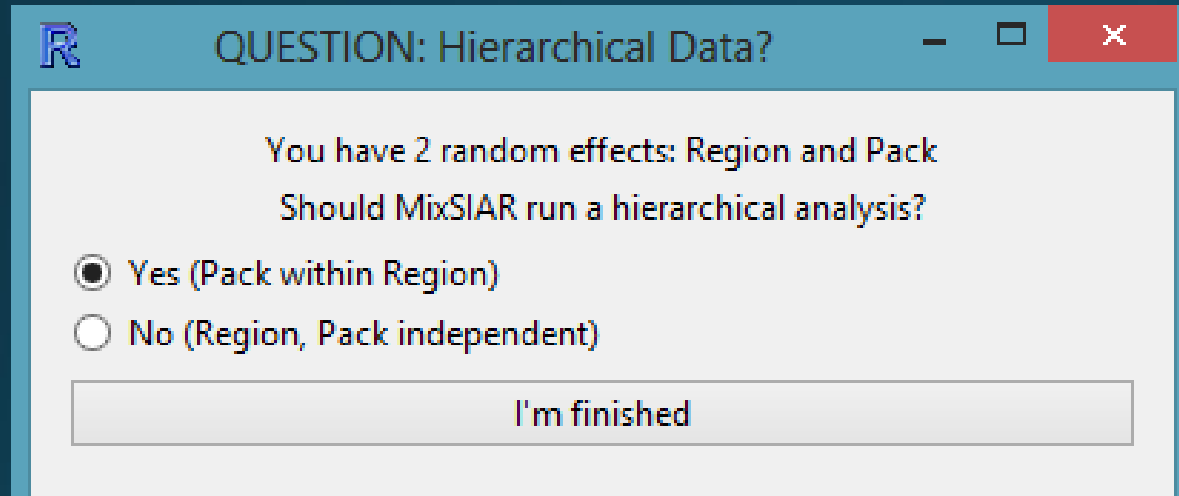 R
QUESTION: Hierarchical Data?
You have 2 random effects: Region and Pack
Should MixSIAR run a hierarchical analysis?
Yes (Pack within Region)
No (Region, Pack independent)
I'm finished